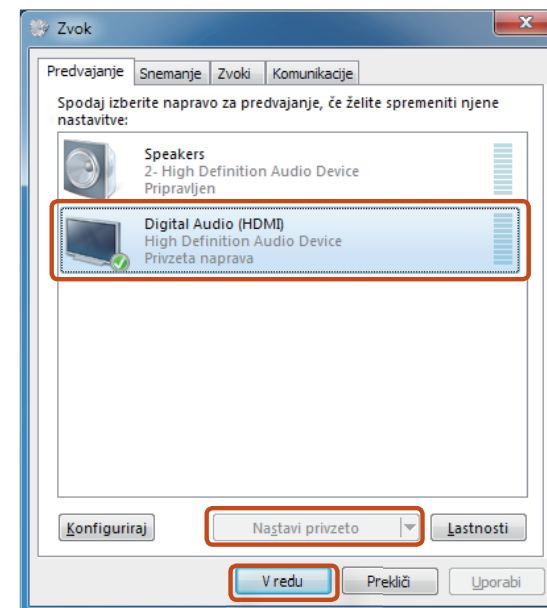 Zvok
Predvajanje Snemanje Zvoki Komunikacije
Spodaj izberite napravo za predvajanje, če želite spremeniti njene
nastavitve:
Speakers
2- High Definition Audio Device
Pripravljen
Digital Audio (HDMI)
High Definition Audio Device
Privzeta naprava
Konfiguriraj Nastavi privzeto Lastnosti
V redu Prekliči Uporabi